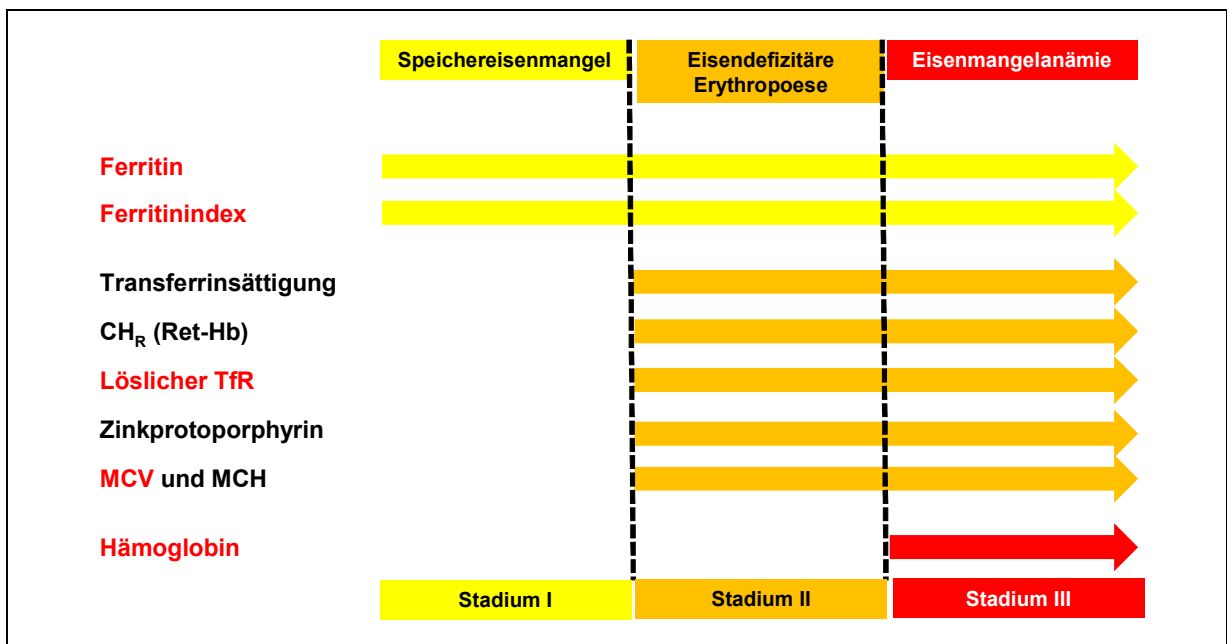 Speichereisenmangel
Eisendefizitäre
Erythropoese
Eisenmangelanämie
Ferritin
Ferritinindex
Transferrinsättigung
CHR (Ret-Hb)
Löslicher TfR
Zinkprotoporphyrin
MCV und MCH
Hämoglobin
Stadium I
Stadium II
Stadium III